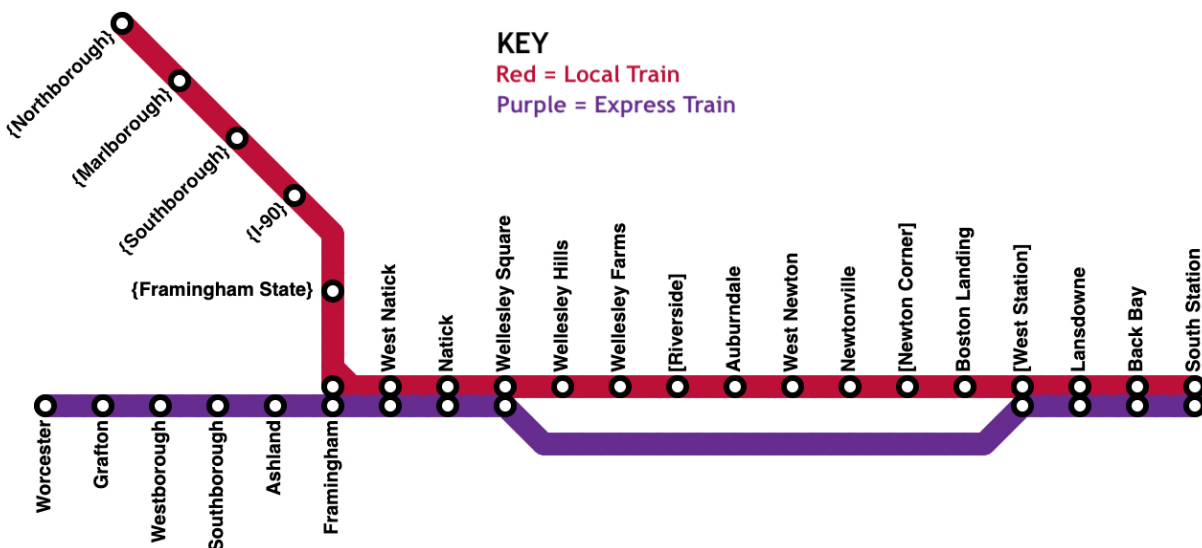 KEY
Red = Local Train
Purple = Express Train
{Northborough}
{Marlborough}
{Southborough}
{I-90}
{Framingham State}
West Natick
Natick
Wellesley Square
Wellesley Hills
Wellesley Farms
[Riverside]
Auburndale
West Newton
Newtonville
[Newton Corner]
Boston Landing
[West Station]
Lansdowne
Back Bay
South Station
Worcester
Grafton
Westborough
Southborough
Ashland
Framingham